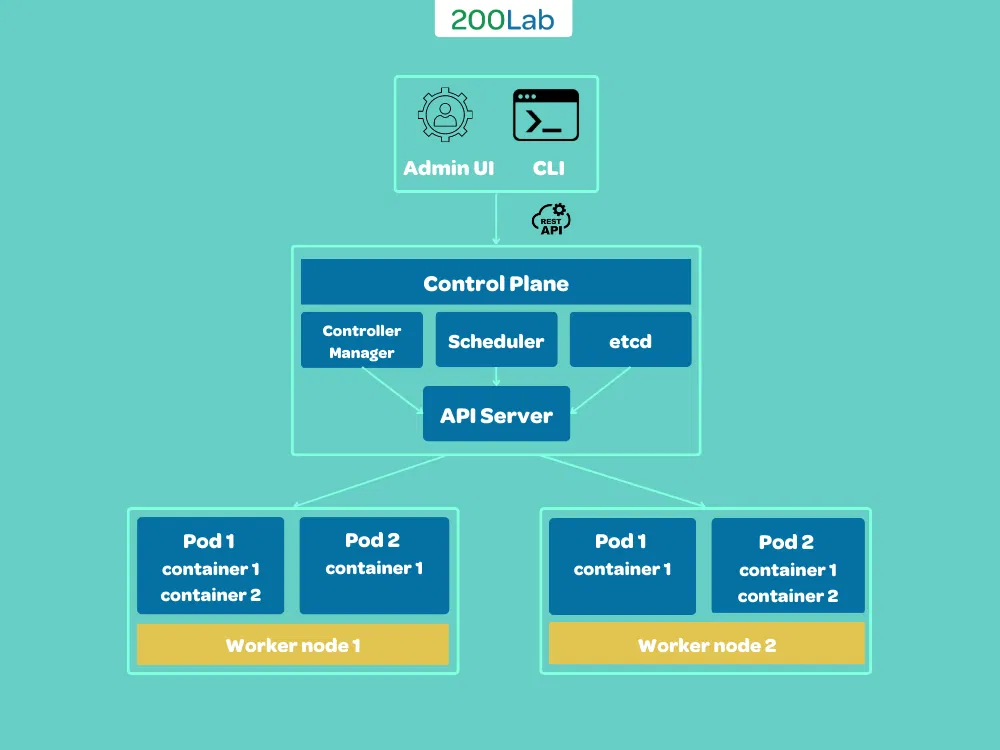 200Lab
Admin UI
CLI
REST
API
Control Plane
Controller
Manager
Scheduler
etcd
API Server
Pod 1
container 1
container 2
Pod 2
container 1
Worker node 1
Pod 1
container 1
Pod 2
container 1
container 2
Worker node 2